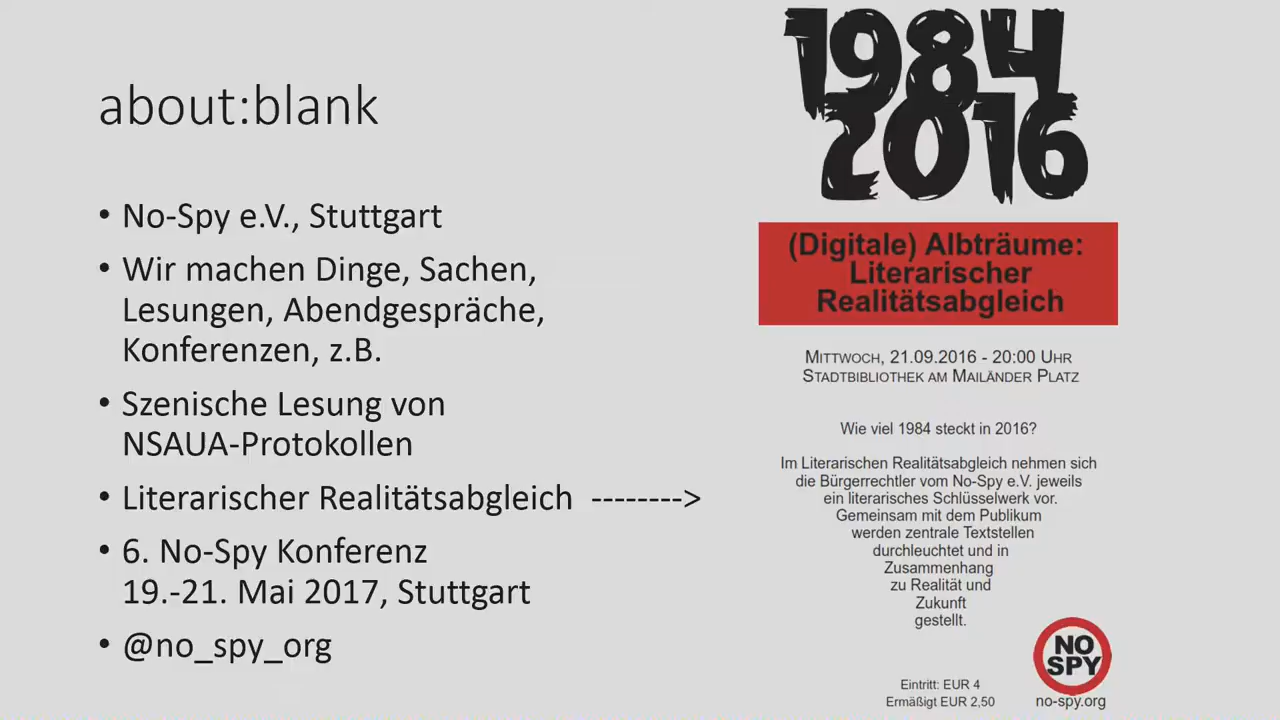 about:blank
• No-Spy e.V., Stuttgart
• Wir machen Dinge, Sachen,
Lesungen, Abendgespräche,
Konferenzen, z.B.
• Szenische Lesung von
NSAUA-Protokollen
• Literarischer Realitätsabgleich -------->
• 6. No-Spy Konferenz
19.-21. Mai 2017, Stuttgart
• @no_spy_org
1984
2016
(Digitale) Albträume:
Literarischer
Realitätsabgleich
Mittwoch, 21.09.2016 - 20:00 Uhr
Stadtbibliothek am Mailänder Platz
Wie viel 1984 steckt in 2016?
Im Literarischen Realitätsabgleich nehmen sich
die Bürgerrechtler vom No-Spy e.V. jeweils
ein literarisches Schlüsselwerk vor.
Gemeinsam mit dem Publikum
werden zentrale Textstellen
durchleuchtet und in
Zusammenhang
zu Realität und
Zukunft
gestellt.
Eintritt: EUR 4
Ermäßigt EUR 2,50
NO
SPY
no-spy.org